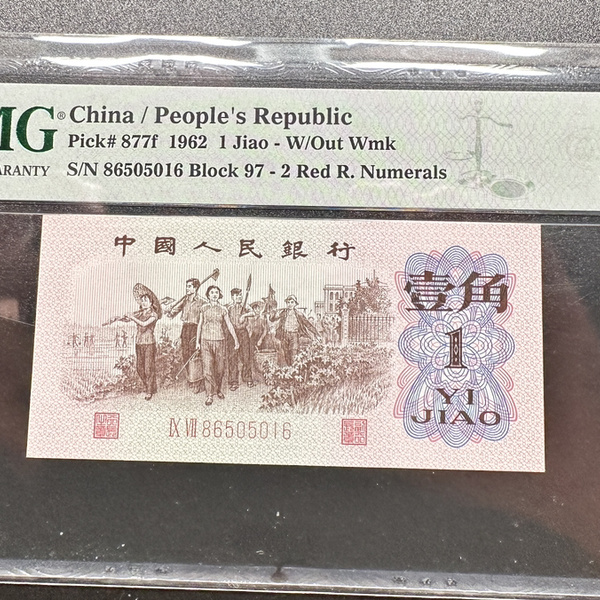 MG® China / People's Republic
Pick# 877f 1962 1 Jiao - W/Out Wmk
ARANTY S/N 86505016 Block 97 - 2 Red R. Numerals
中國人民銀行
壹角
1
YI
JIAO
IX VII 86505016